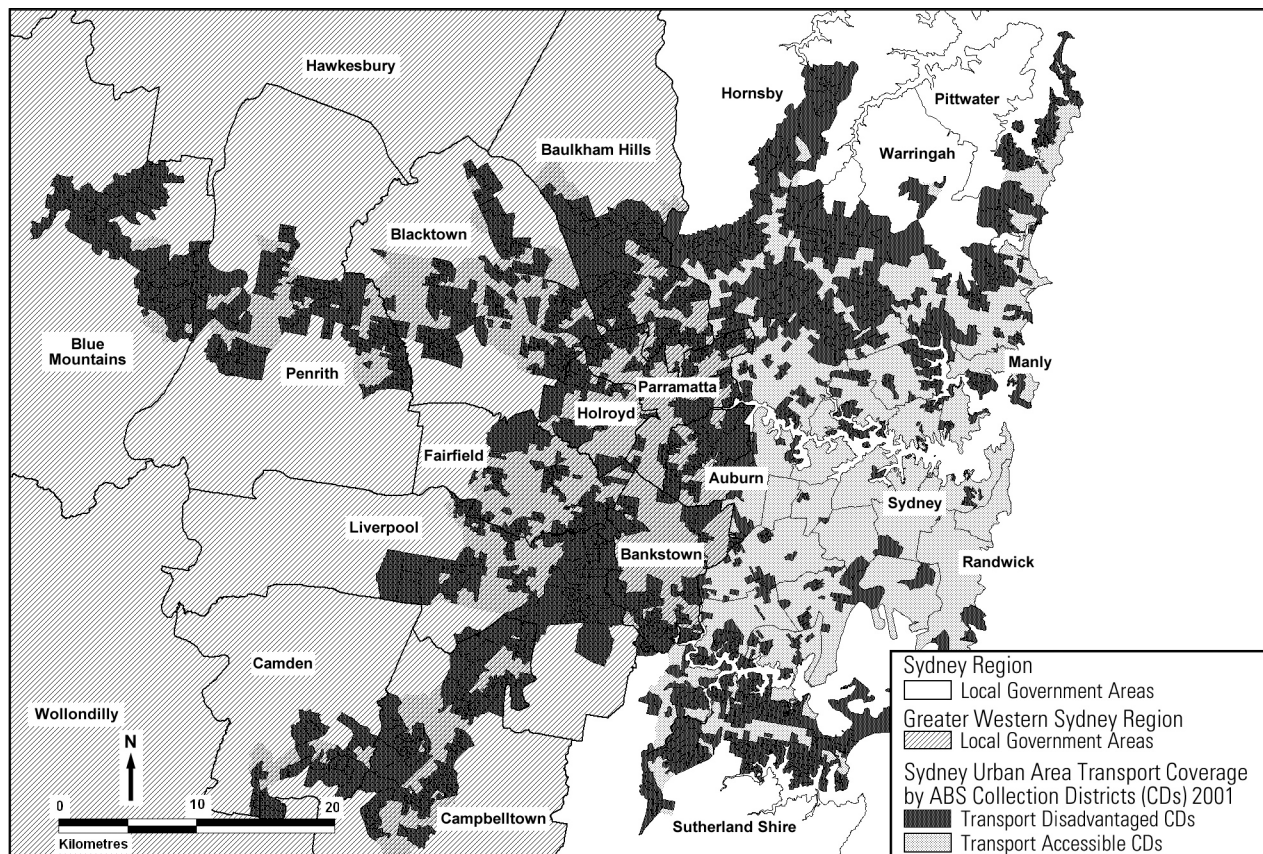 Hawkesbury
Hornsby
Pittwater
Baulkham Hills
Warringah
Blacktown
Blue
Mountains
Penrith
Manly
Parramatta
Holroyd
Fairfield
Auburn
Sydney
Liverpool
Bankstown
Randwick
Camden
Wollondilly
N
0 10 20
Kilometres
Campbelltown
Sutherland Shire
Sydney Region
Local Government Areas
Greater Western Sydney Region
Local Government Areas
Sydney Urban Area Transport Coverage
by ABS Collection Districts (CDs) 2001
Transport Disadvantaged CDs
Transport Accessible CDs